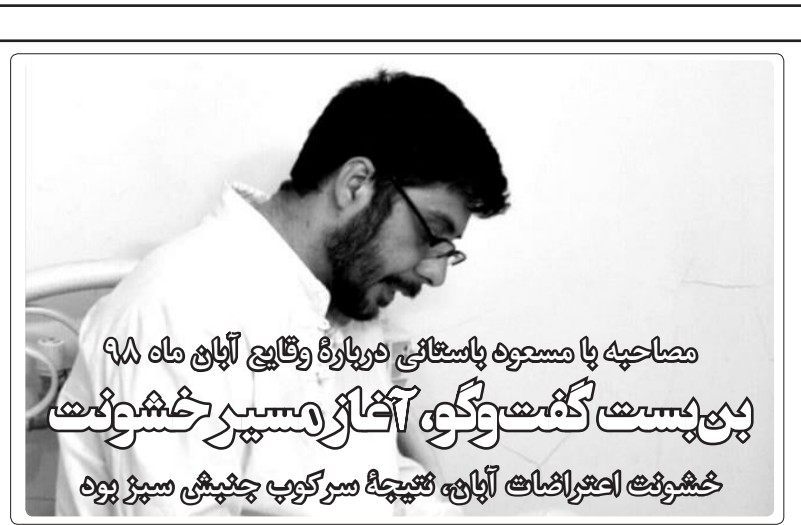 مصاحبه با مسعود باستانی دربارهٔ وقایع آبان ماه ۹۸
بن‌بست گفت‌وگو، آغاز مسیر خشونت
خشونت اعتراضات آبان، نتیجهٔ سرکوب جنبش سبز بود